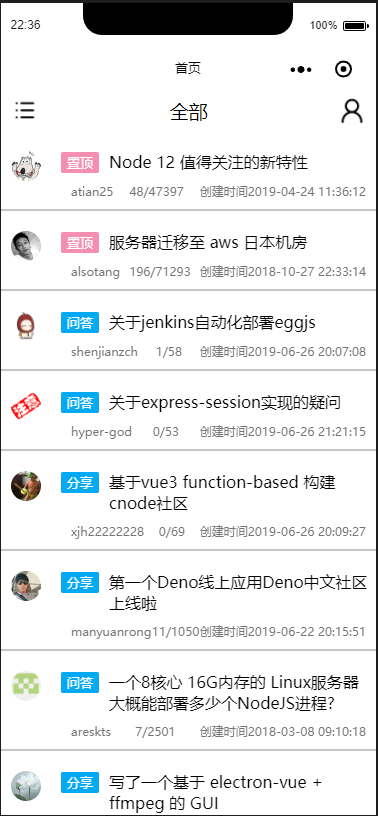 22:36 100%
首页
全部
置顶 Node 12 值得关注的新特性
atian25 48/47397 创建时间2019-04-24 11:36:12
置顶 服务器迁移至 aws 日本机房
alsotang 196/71293 创建时间2018-10-27 22:33:14
问答 关于jenkins自动化部署eggjs
shenjianzch 1/58 创建时间2019-06-26 20:07:08
注意
问答 关于express-session实现的疑问
hyper-god 0/53 创建时间2019-06-26 21:21:15
分享 基于vue3 function-based 构建
cnode社区
xjh22222228 0/69 创建时间2019-06-26 20:09:27
分享 第一个Deno线上应用Deno中文社区
上线啦
manyuanrong11/1050创建时间2019-06-22 20:15:51
问答 一个8核心 16G内存的 Linux服务器
大概能部署多少个NodeJS进程?
areskts 7/2501 创建时间2018-03-08 09:10:18
分享 写了一个基于 electron-vue +
ffmpeg 的 GUI